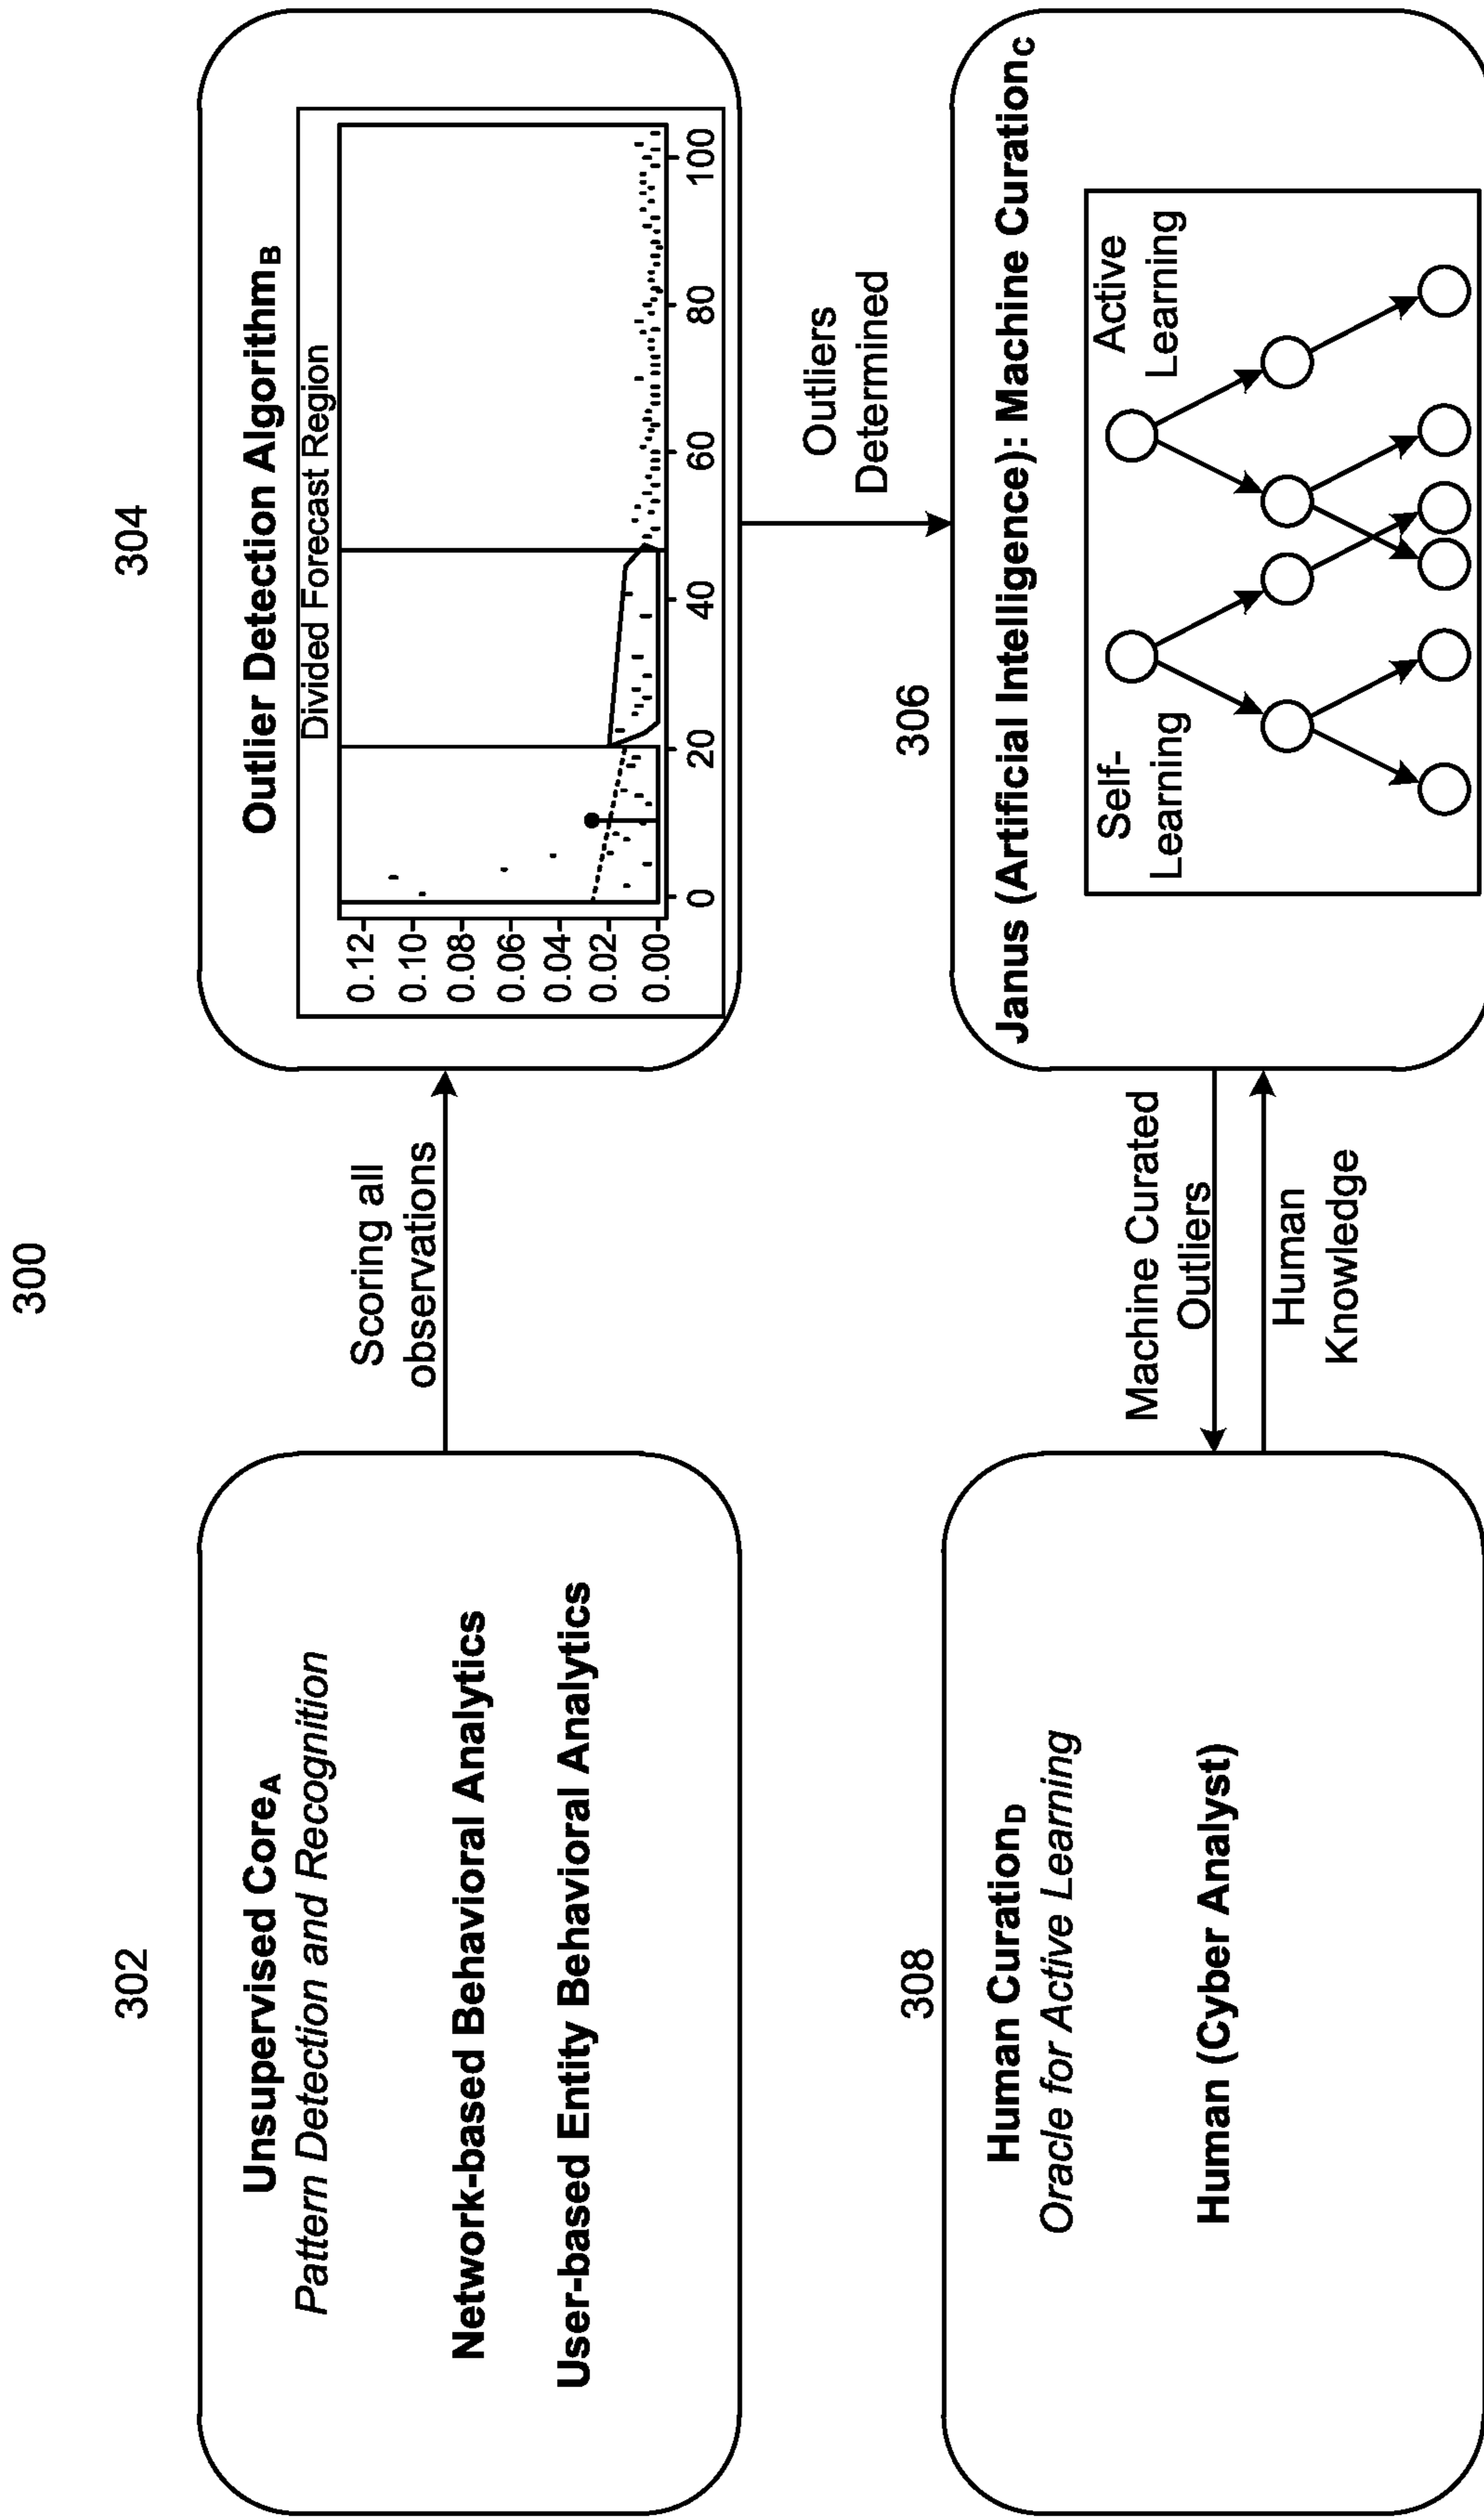 300
302
Unsupervised CoreA
Pattern Detection and Recognition
Network-based Behavioral Analytics
User-based Entity Behavioral Analytics
Scoring all
observations
304
Outlier Detection AlgorithmB
Divided Forecast Region
0.12
0.10
0.08
0.06
0.04
0.02
0.00
0 20 40 60 80 100
Outliers
Determined
308
Human CurationD
Oracle for Active Learning
Human (Cyber Analyst)
Machine Curated
Outliers
Human
Knowledge
306
Janus (Artificial Intelligence): Machine CurationC
Self-
Learning
Active
Learning